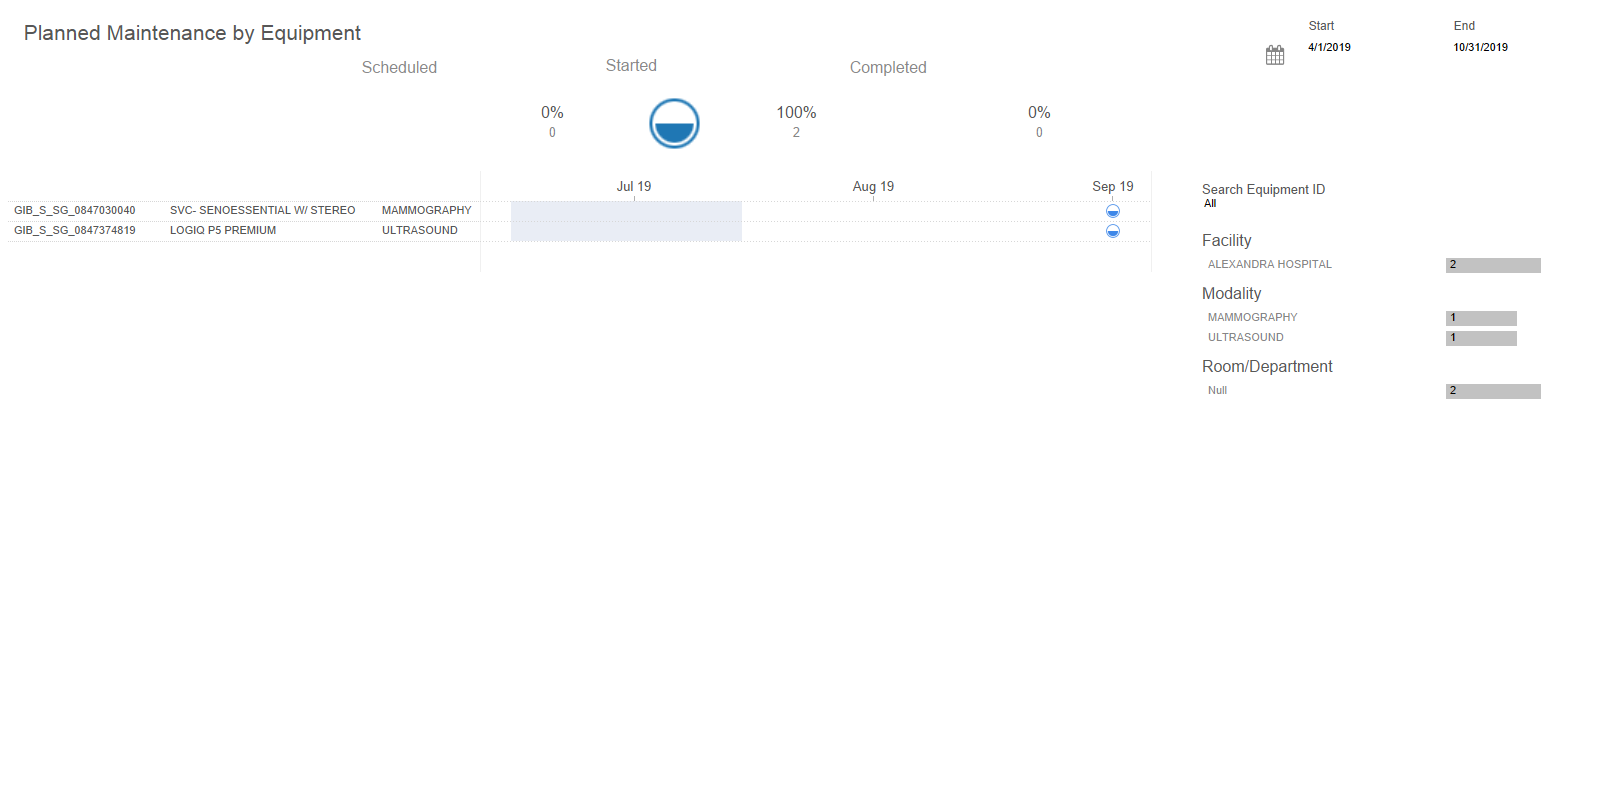 Planned Maintenance by Equipment
Start
End
4/1/2019
10/31/2019
Scheduled
Started
Completed
0%
0
100%
2
0%
0
Jul 19
Aug 19
Sep 19
GIB_S_SG_0847030040 SVC- SENOESSENTIAL W/ STEREO MAMMOGRAPHY
GIB_S_SG_0847374819 LOGIQ P5 PREMIUM ULTRASOUND
Search Equipment ID
All
Facility
ALEXANDRA HOSPITAL 2
Modality
MAMMOGRAPHY 1
ULTRASOUND 1
Room/Department
Null 2